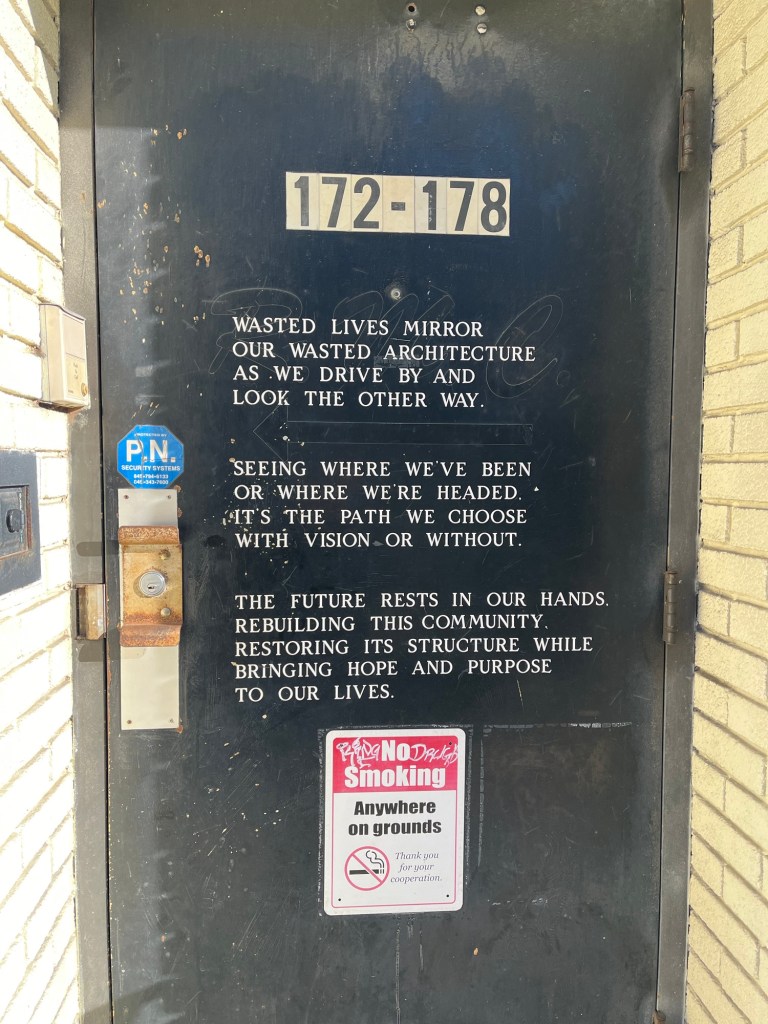 172-178
WASTED LIVES MIRROR
OUR WASTED ARCHITECTURE
AS WE DRIVE BY AND
LOOK THE OTHER WAY.
SEEING WHERE WE'VE BEEN
OR WHERE WE'RE HEADED,
IT'S THE PATH WE CHOOSE
WITH VISION OR WITHOUT.
THE FUTURE RESTS IN OUR HANDS,
REBUILDING THIS COMMUNITY,
RESTORING ITS STRUCTURE WHILE
BRINGING HOPE AND PURPOSE
TO OUR LIVES.
P.N.
SECURITY SYSTEMS
No
Smoking
Anywhere
on grounds
Thank you
for your
cooperation.